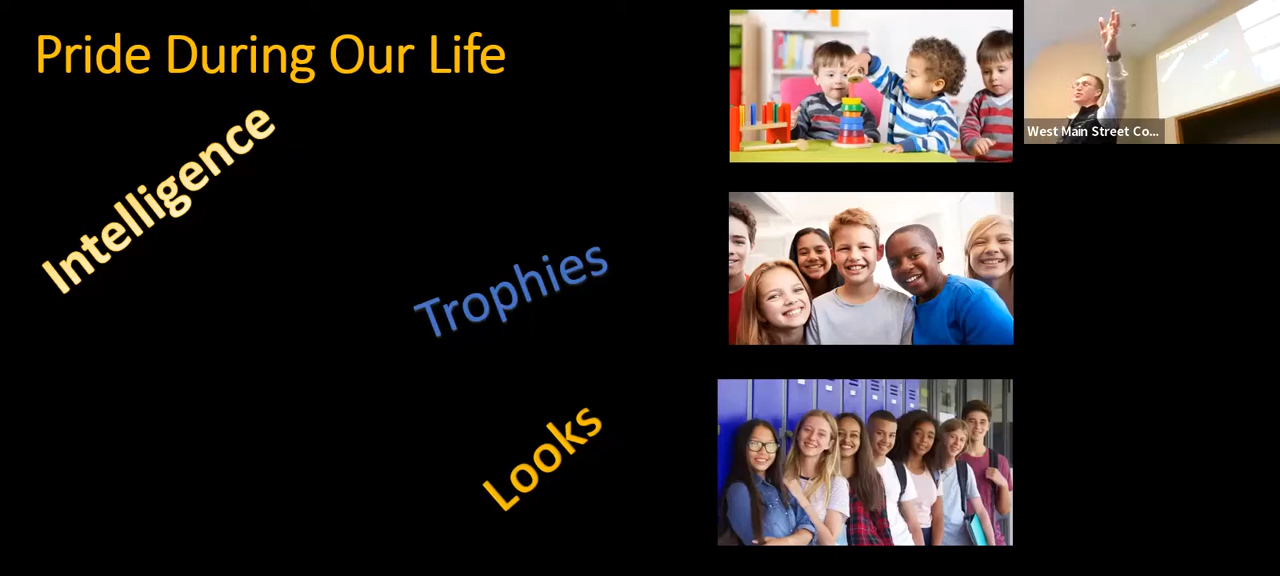 Pride During Our Life
Intelligence
Trophies
Looks
West Main Street Co...